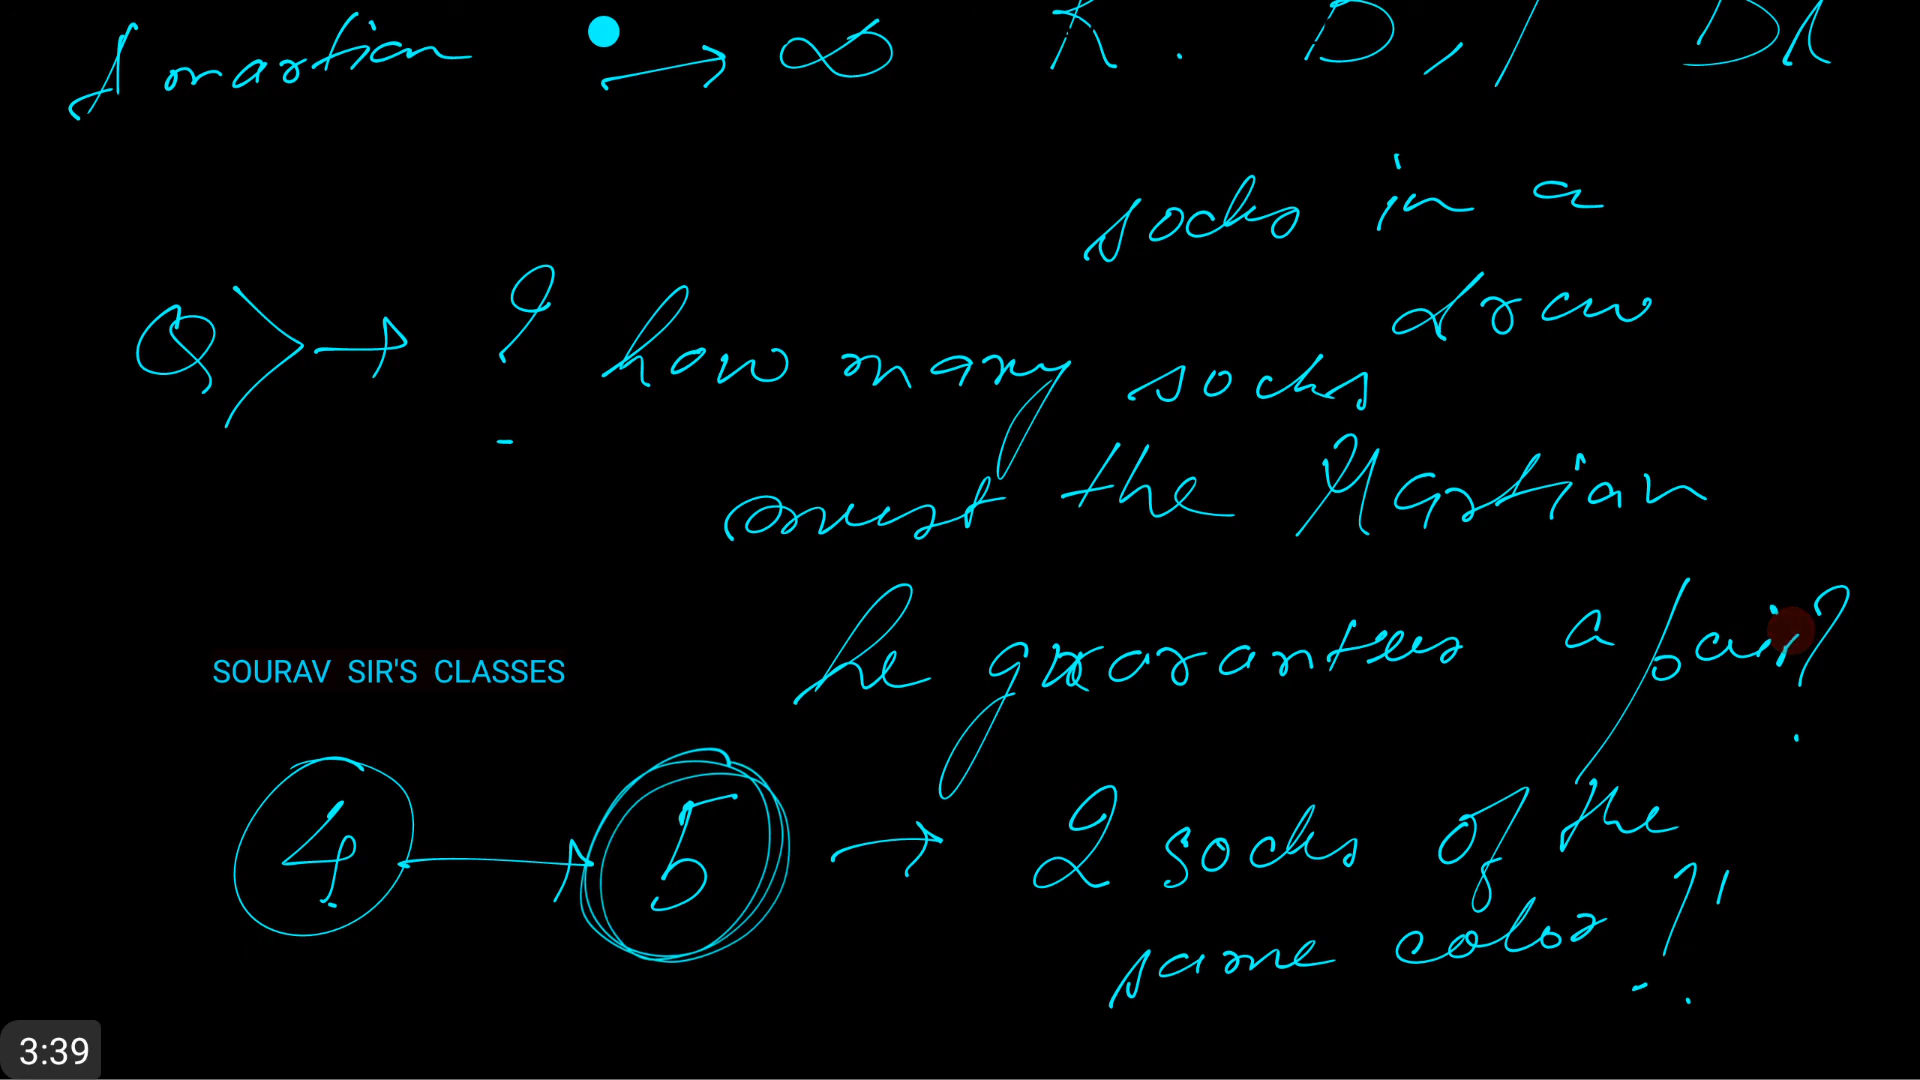 A martian → ∞
socks in a
draw
Q> → ? how many socks
must the Martian
he guarantees a pair?
SOURAV SIR'S CLASSES
4 → 5 → 2 socks of the
same color?!
3:39